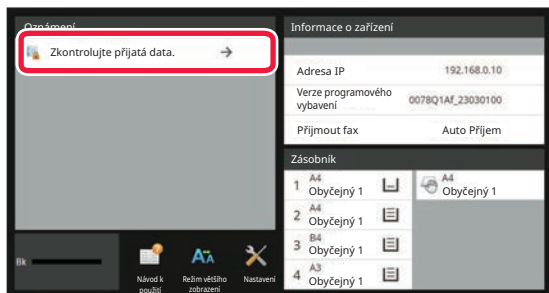 Oznámení
Zkontrolujte přijatá data.
Bk
Návod k
použití
Režim většího
zobrazení
Nastavení
Informace o zařízení
Adresa IP 192.168.0.10
Verze programového
vybavení 0078Q1Af_23030100
Přijmout fax Auto Příjem
Zásobník
1 A4
Obyčejný 1
2 A4
Obyčejný 1
3 B4
Obyčejný 1
4 A3
Obyčejný 1
A4
Obyčejný 1